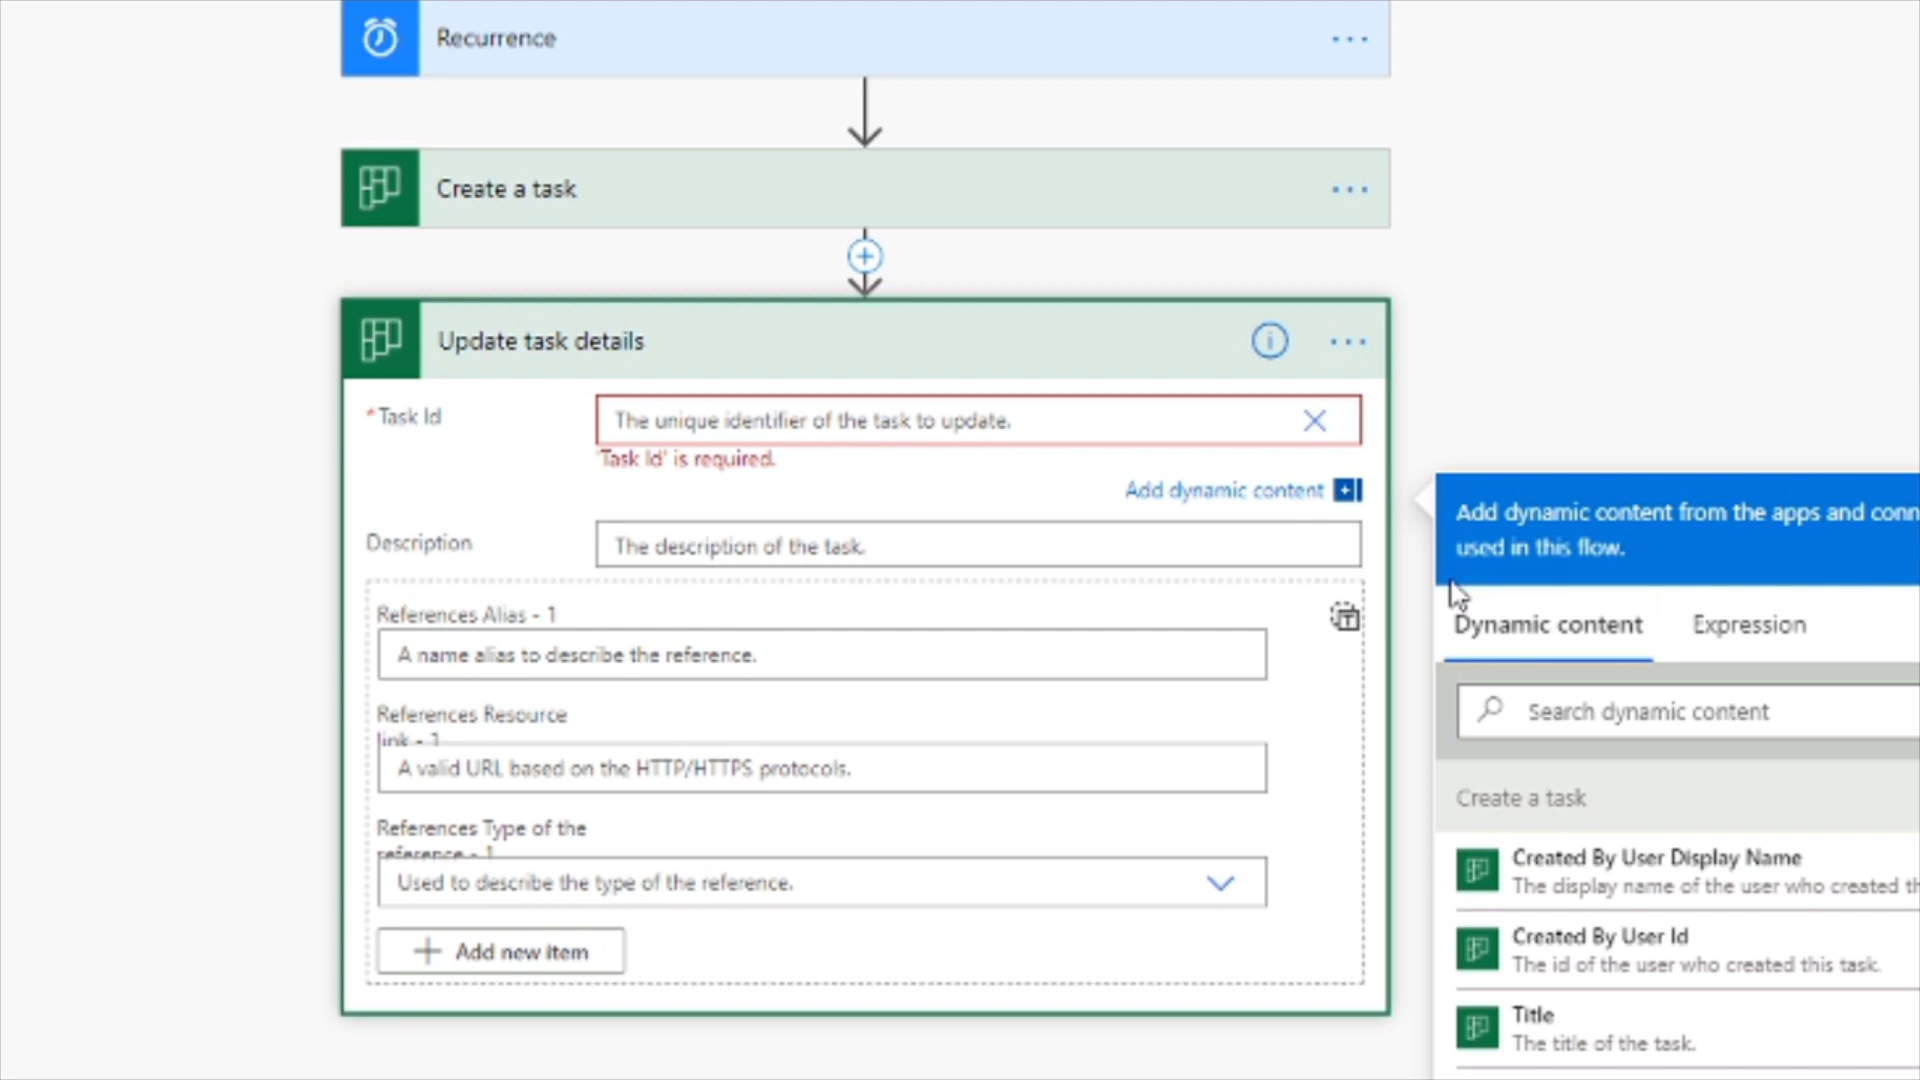 Recurrence
Create a task
Update task details
* Task Id
The unique identifier of the task to update.
'Task Id' is required.
Add dynamic content
Description
The description of the task.
References Alias - 1
A name alias to describe the reference.
References Resource
link - 1
A valid URL based on the HTTP/HTTPS protocols.
References Type of the
reference - 1
Used to describe the type of the reference.
Add new item
Add dynamic content from the apps and conn
used in this flow.
Dynamic content
Expression
Search dynamic content
Create a task
Created By User Display Name
The display name of the user who created th
Created By User Id
The id of the user who created this task.
Title
The title of the task.